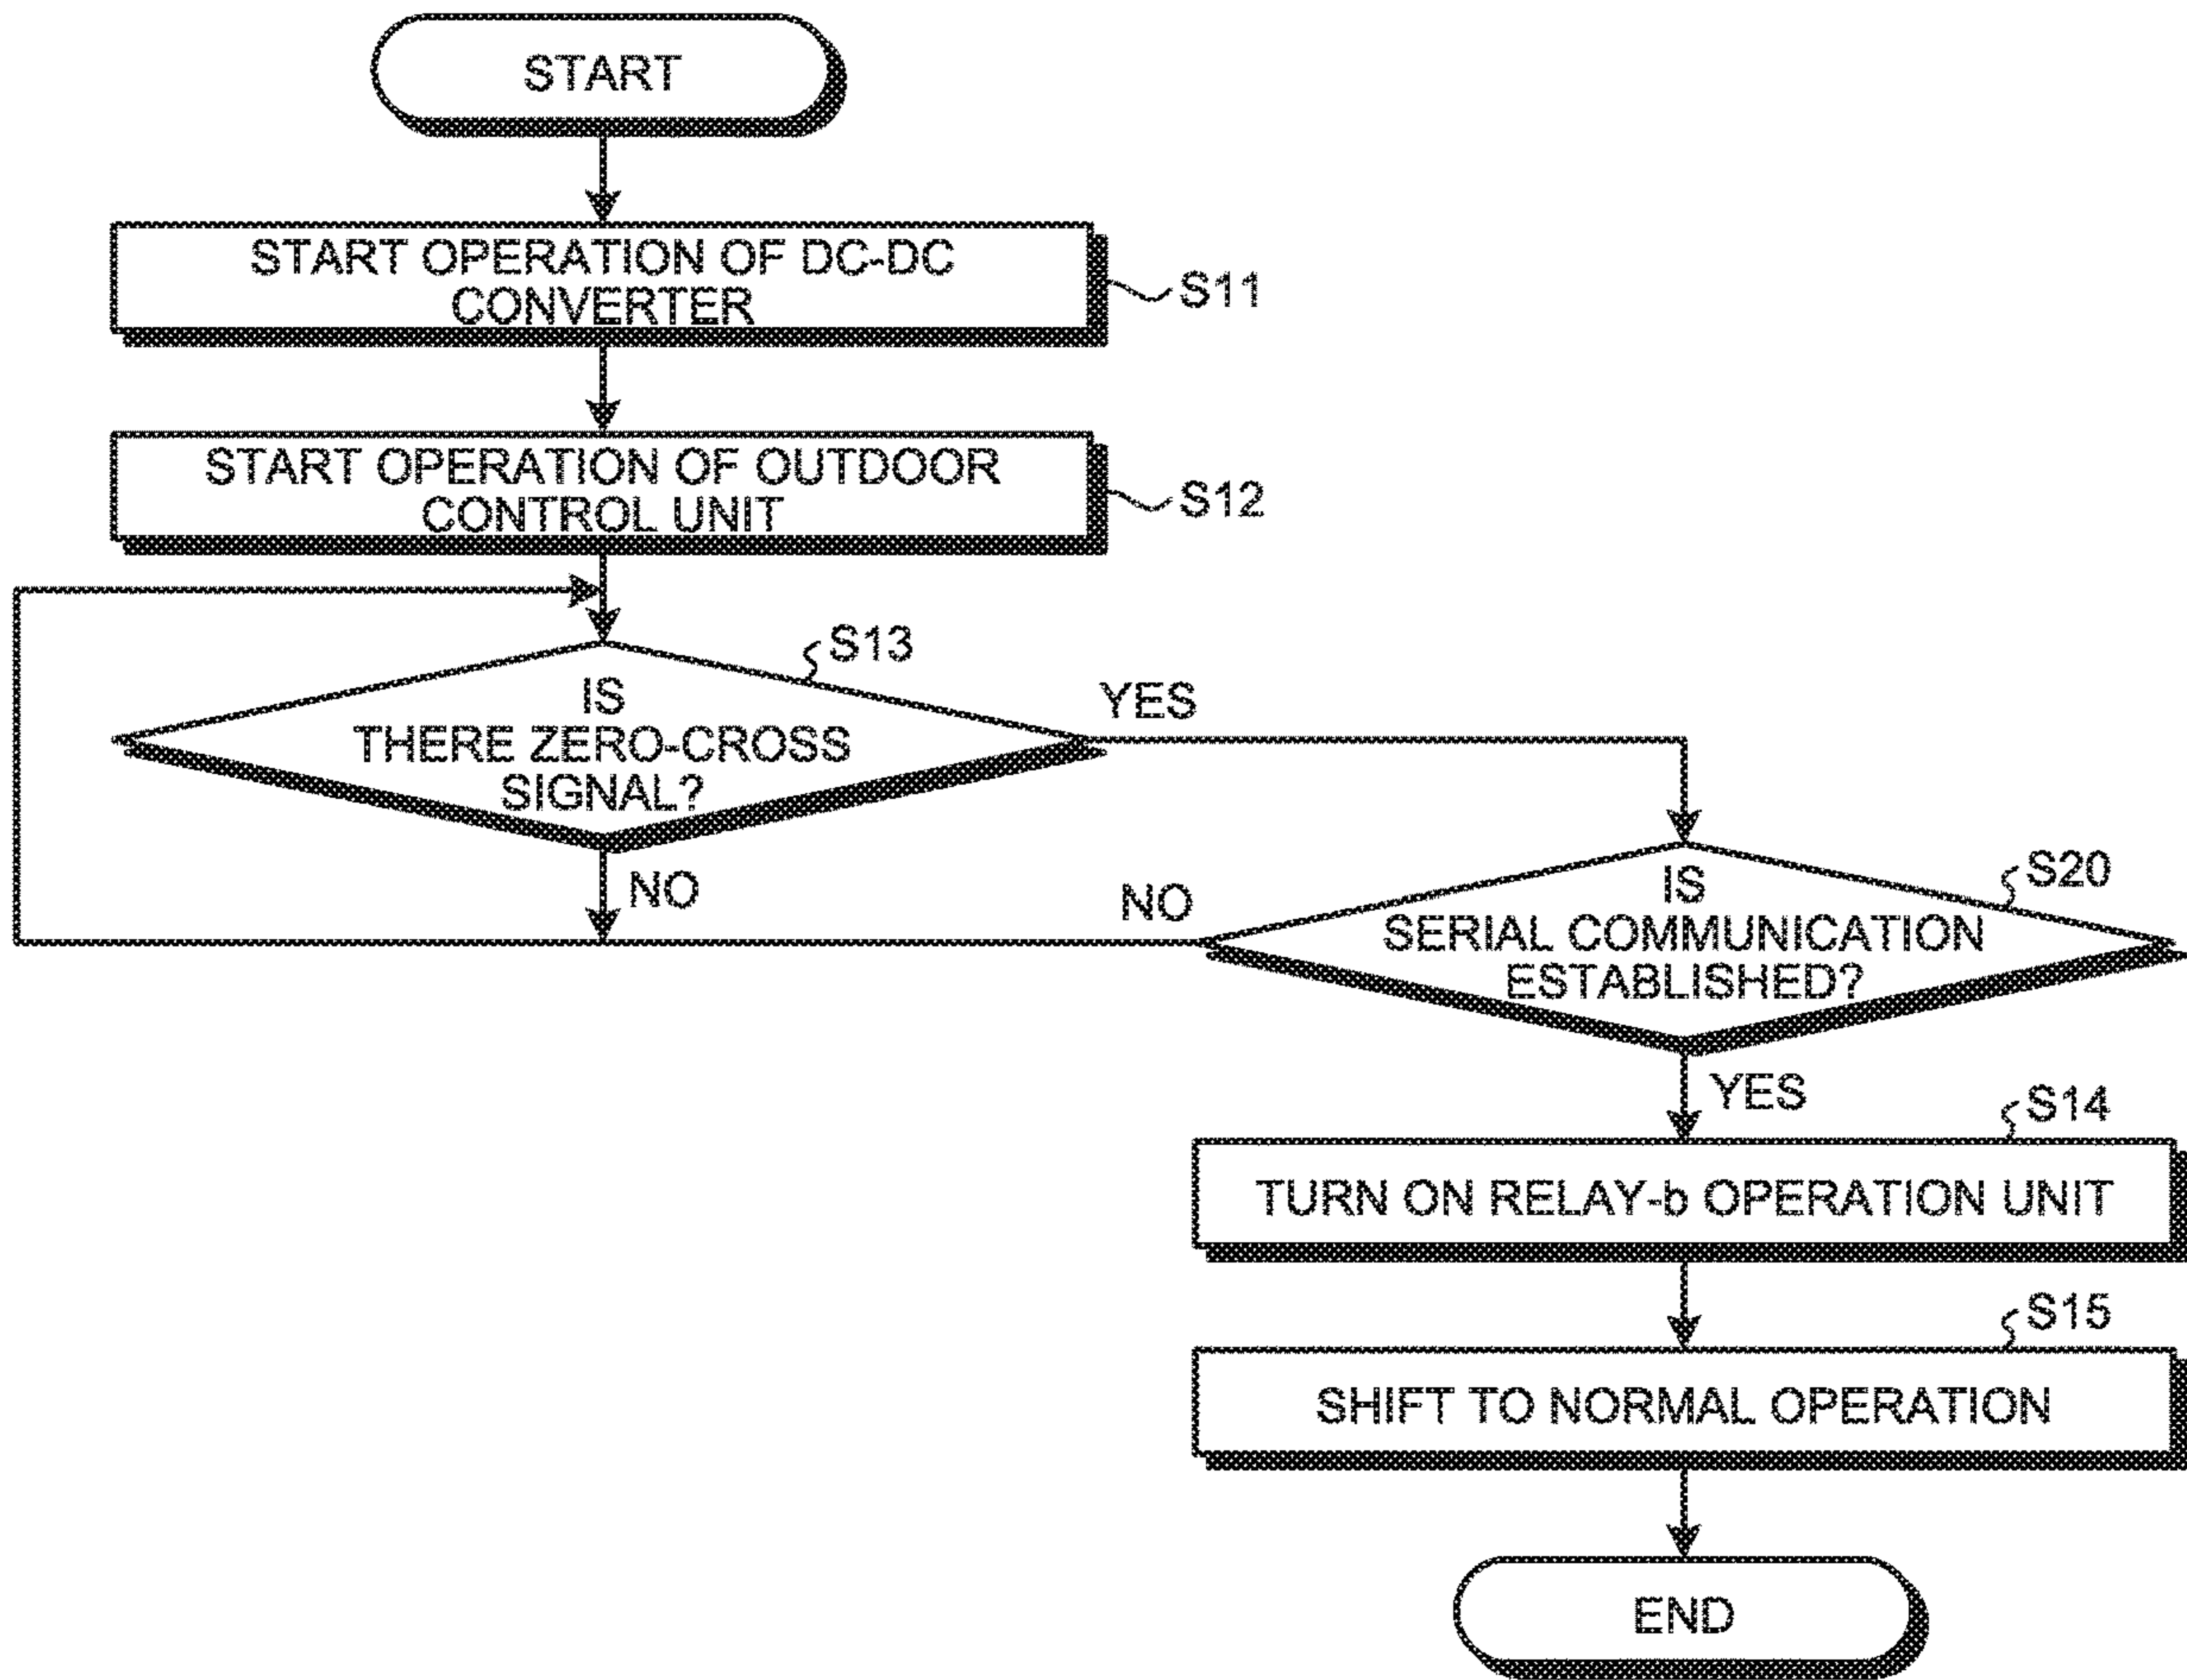 START
START OPERATION OF DC-DC
CONVERTER
S11
START OPERATION OF OUTDOOR
CONTROL UNIT
S12
S13
IS
THERE ZERO-CROSS
SIGNAL?
YES
NO
NO
S20
IS
SERIAL COMMUNICATION
ESTABLISHED?
YES
S14
TURN ON RELAY-b OPERATION UNIT
S15
SHIFT TO NORMAL OPERATION
END